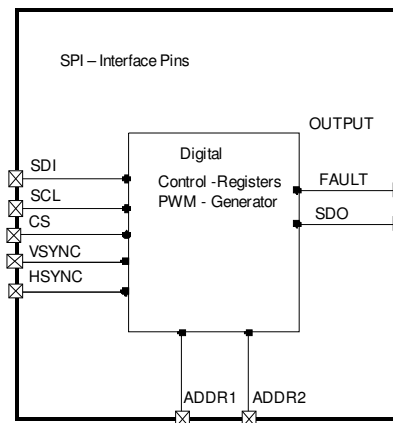 SPI – Interface Pins
OUTPUT
SDI
Digital
SCL
Control -Registers
FAULT
CS
PWM - Generator
SDO
VSYNC
HSYNC
ADDR1
ADDR2